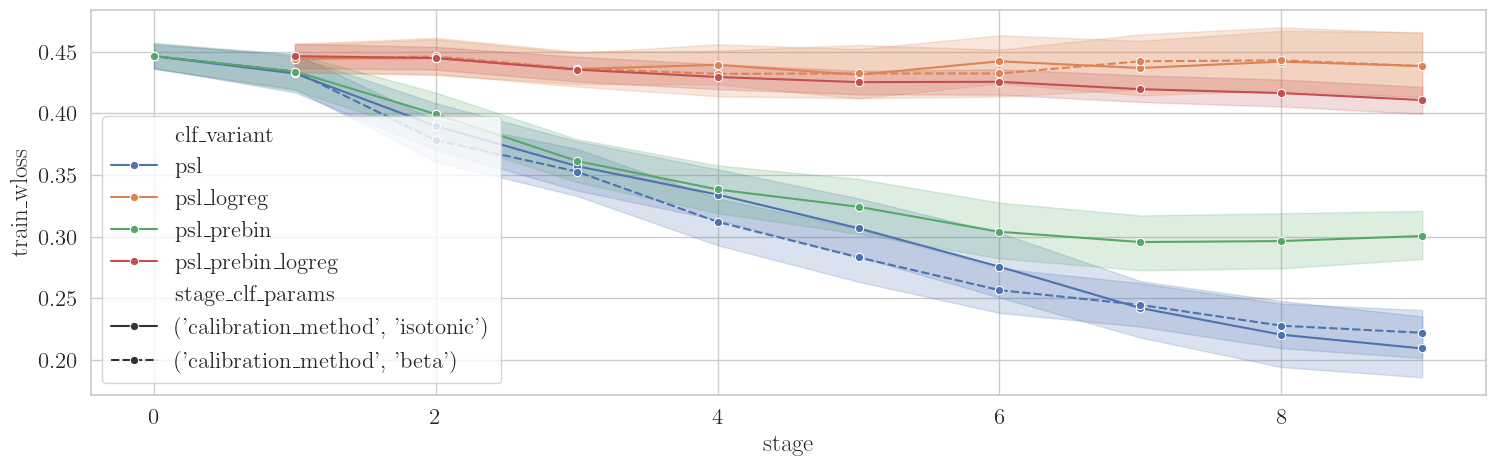 train_wloss
0.45
0.40
0.35
0.30
0.25
0.20
clf_variant
psl
psl_logreg
psl_prebin
psl_prebin_logreg
stage_clf_params
('calibration_method', 'isotonic')
('calibration_method', 'beta')
0 2 4 6 8
stage